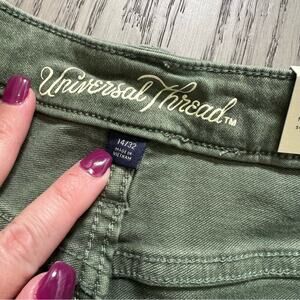 Universal Thread™
14/32
MADE IN
VIETNAM